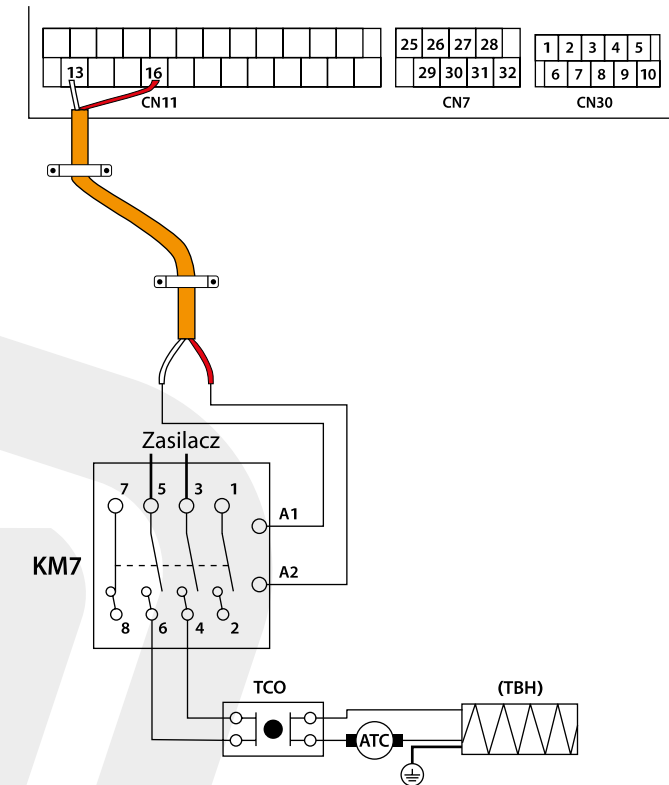 25 26 27 28
1 2 3 4 5
13 16
29 30 31 32
6 7 8 9 10
CN11 CN7 CN30
Zasilacz
7 5 3 1
A1
KM7
A2
8 6 4 2
TCO (TBH)
ATC